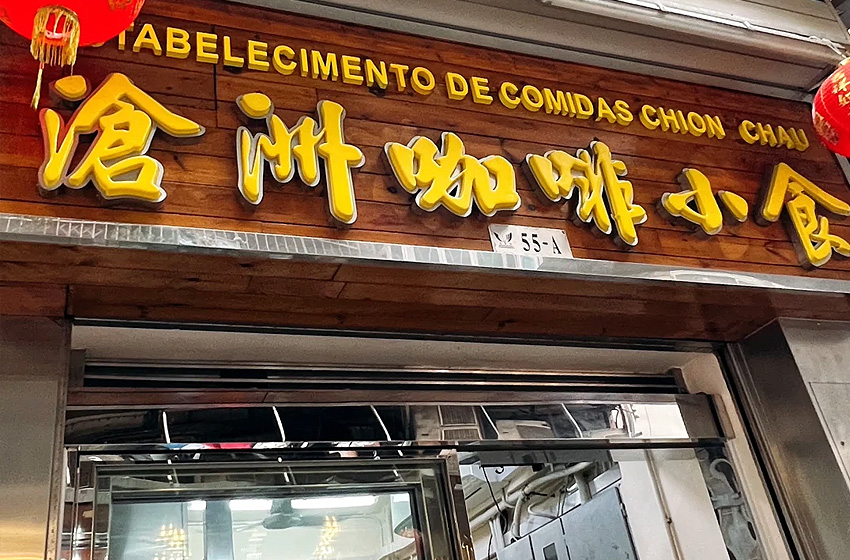 TABELECIMENTO DE COMIDAS CHION CHAU
滄洲咖啡小食
55-A